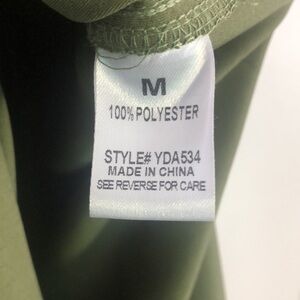 M
100% POLYESTER
STYLE# YDA534
MADE IN CHINA
SEE REVERSE FOR CARE